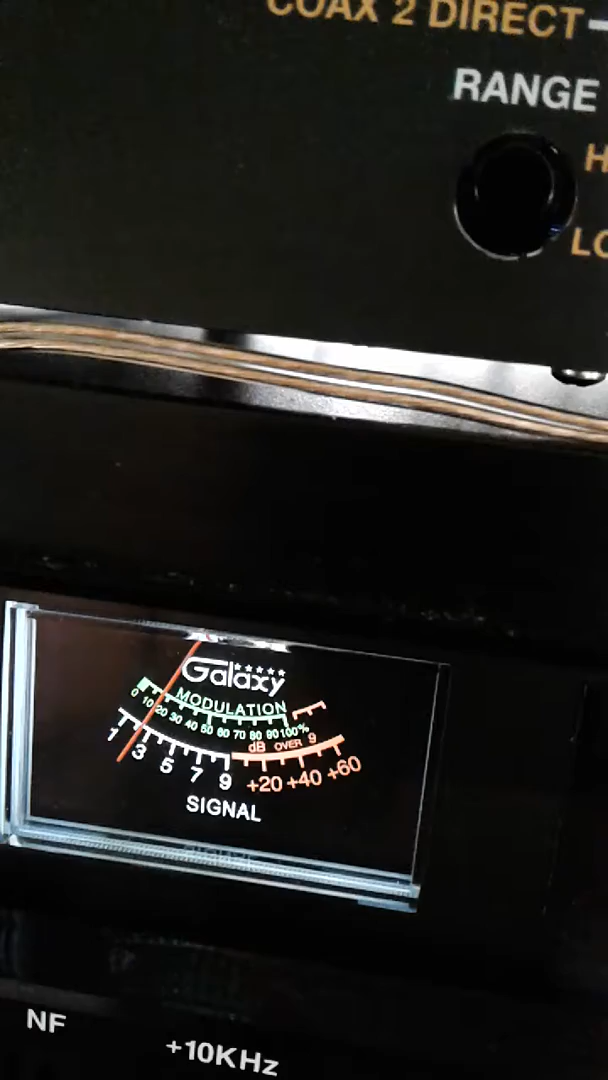 COAX 2 DIRECT
RANGE
LO
Galaxy
MODULATION
0 10 20 30 40 50 60 70 80 90 100%
dB OVER 9
1 3 5 7 9 +20 +40 +60
SIGNAL
NF
+10KHz